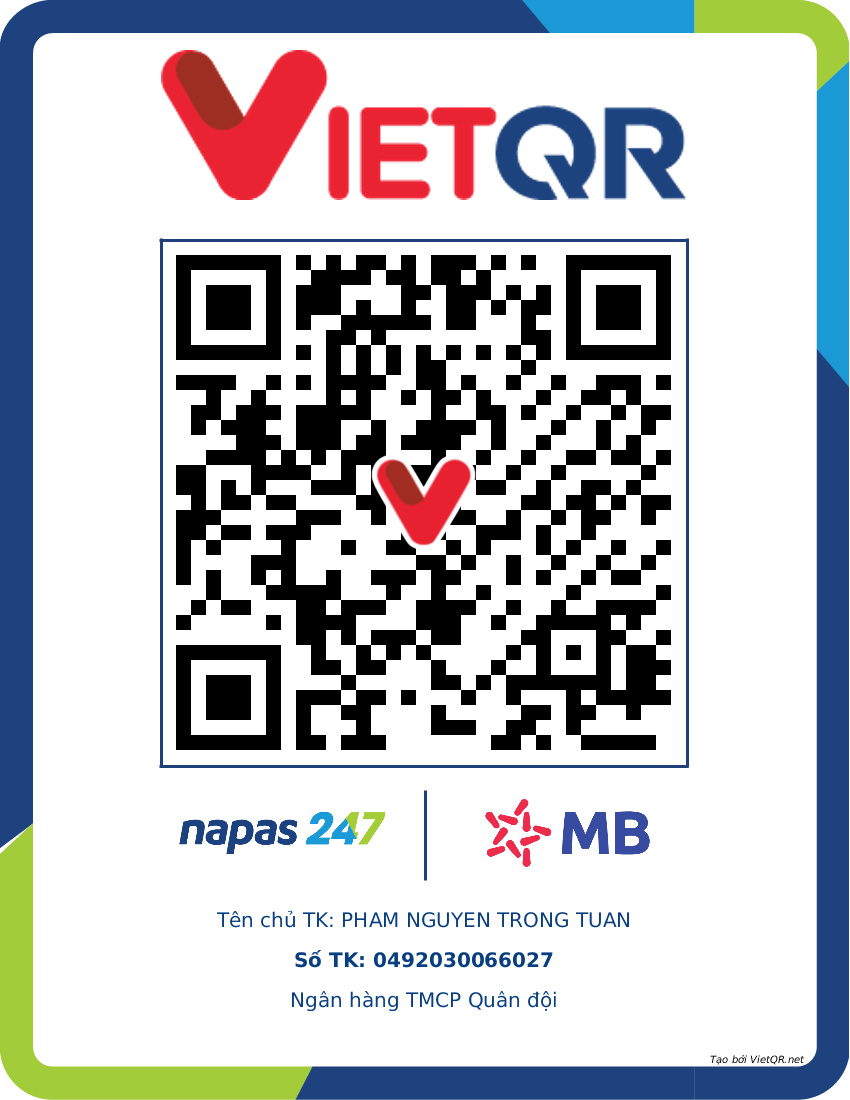 VIETQR
napas 247
MB
Tên chủ TK: PHAM NGUYEN TRONG TUAN
Số TK: 0492030066027
Ngân hàng TMCP Quân đội
Tạo bởi VietQR.net